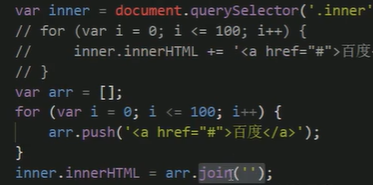 var inner = document.querySelector('.inner'
// for (var i = 0; i <= 100; i++) {
//     inner.innerHTML += '<a href="#">百度
// }
var arr = [];
for (var i = 0; i <= 100; i++) {
    arr.push('<a href="#">百度</a>');
}
inner.innerHTML = arr.join('');